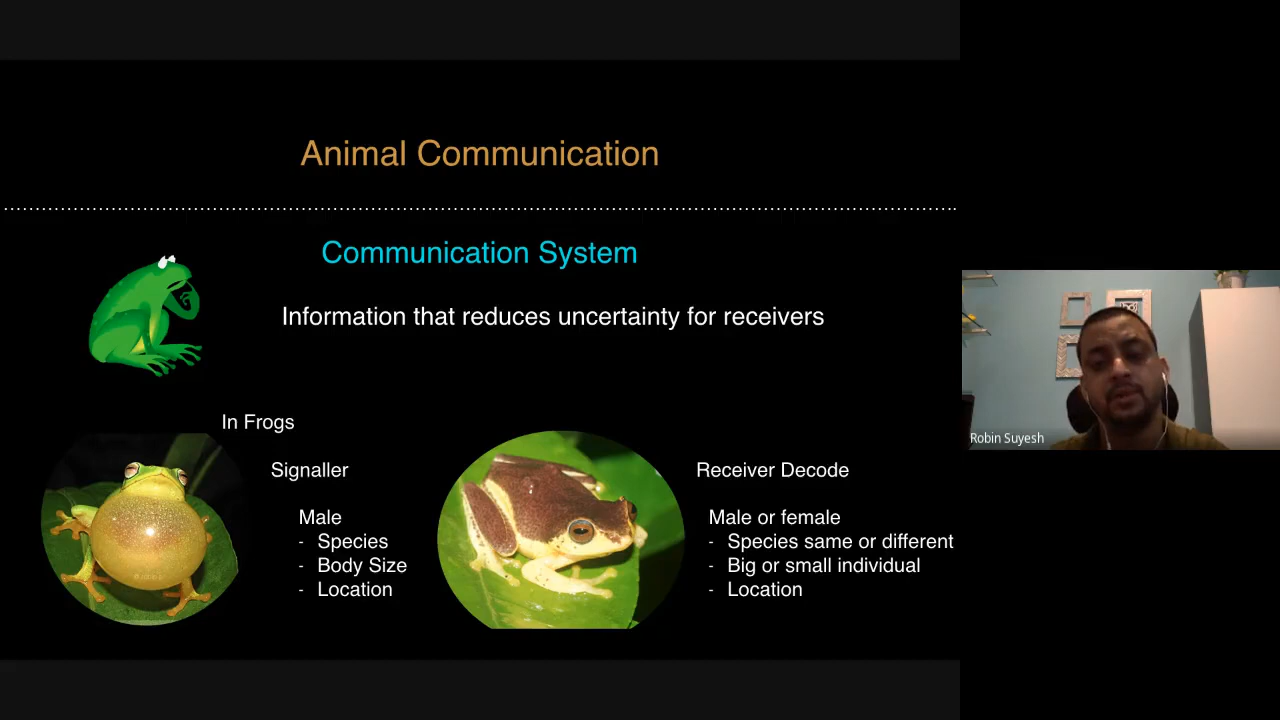 Animal Communication
Communication System
Information that reduces uncertainty for receivers
In Frogs
Signaller
Male
- Species
- Body Size
- Location
Receiver Decode
Male or female
- Species same or different
- Big or small individual
- Location
Robin Suyesh